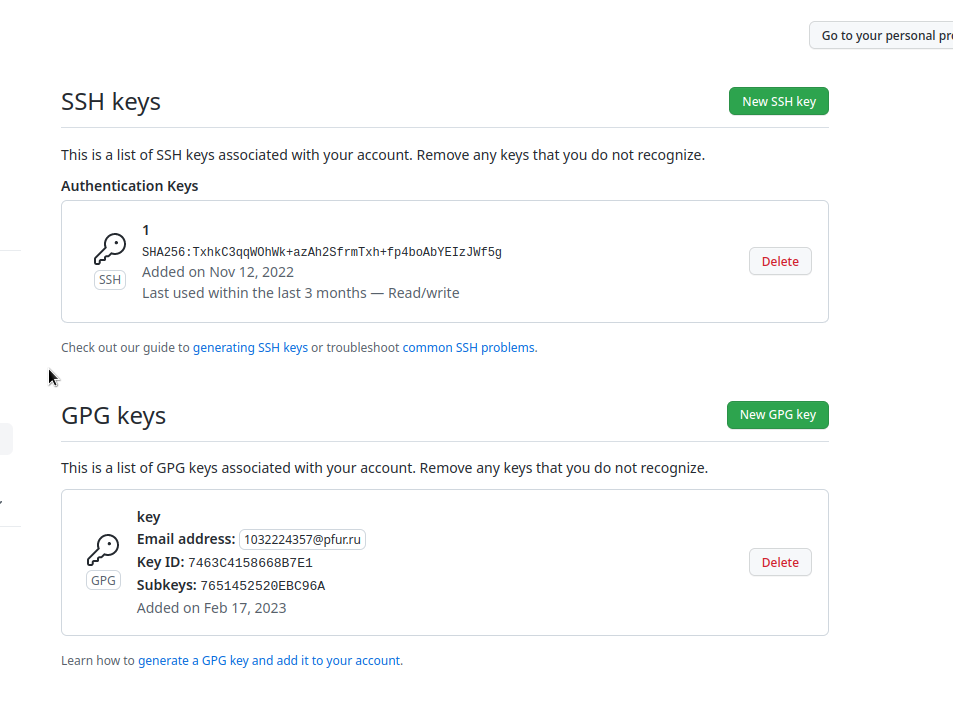 Go to your personal pr
SSH keys
New SSH key
This is a list of SSH keys associated with your account. Remove any keys that you do not recognize.
Authentication Keys
1
SHA256:TxhkC3qqWOhWk+azAh2SfrmTxh+fp4boAbYEIzJWf5g
Added on Nov 12, 2022
SSH
Last used within the last 3 months — Read/write
Delete
Check out our guide to generating SSH keys or troubleshoot common SSH problems.
GPG keys
New GPG key
This is a list of GPG keys associated with your account. Remove any keys that you do not recognize.
key
Email address: 1032224357@pfur.ru
Key ID: 7463C4158668B7E1
GPG
Subkeys: 7651452520EBC96A
Added on Feb 17, 2023
Delete
Learn how to generate a GPG key and add it to your account.